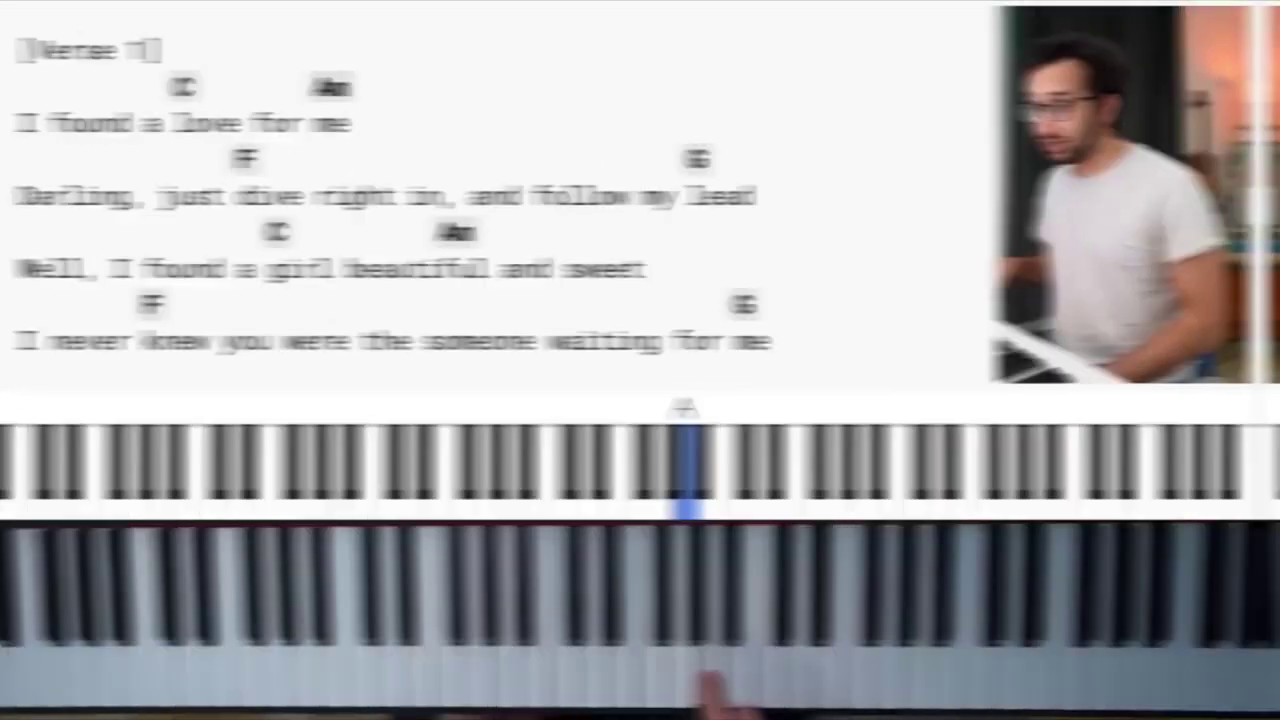 [Verse 1]
C Am
I found a love for me
F G
Darling, just dive right in, and follow my lead
C Am
Well, I found a girl beautiful and sweet
F G
I never knew you were the someone waiting for me
A